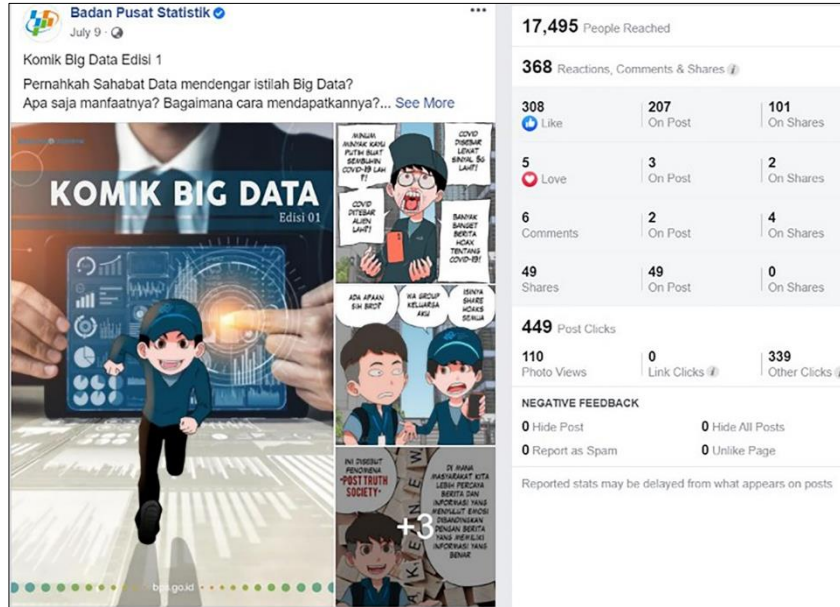 Badan Pusat Statistik
July 9 ·
Komik Big Data Edisi 1
Pernahkah Sahabat Data mendengar istilah Big Data?
Apa saja manfaatnya? Bagaimana cara mendapatkannya?... See More
KOMIK BIG DATA
Edisi 01
bps.go.id
MINUM
MINYAK KAYU
PUTIH BUAT
SEMBUHIN
COVID-19 LAH
?!
COVID
DISEBAR
LEWAT
SINYAL 5G
LAH?!
COVID
DITEBAR
ALIEN
LAH?!
BANYAK
BANGET
BERITA
HOAX
TENTANG
COVID-19!
ADA APAAN
SIH BRO?
WA GROUP
KELUARGA
AKU
ISINYA
SHARE
HOAKS
SEMUA
INI DISEBUT
FENOMENA
"POST TRUTH
SOCIETY"
DI MANA
MASYARAKAT KITA
LEBIH PERCAYA
BERITA DAN
INFORMASI YANG
MENYULUT EMOSI
DIBANDINGKAN
DENGAN BERITA
YANG MEMILIKI
INFORMASI YANG
BENAR
+3
17,495 People Reached
368 Reactions, Comments & Shares
308 207 101
Like On Post On Shares
5 3 2
Love On Post On Shares
6 2 4
Comments On Post On Shares
49 49 0
Shares On Post On Shares
449 Post Clicks
110 0 339
Photo Views Link Clicks Other Clicks
NEGATIVE FEEDBACK
0 Hide Post 0 Hide All Posts
0 Report as Spam 0 Unlike Page
Reported stats may be delayed from what appears on posts